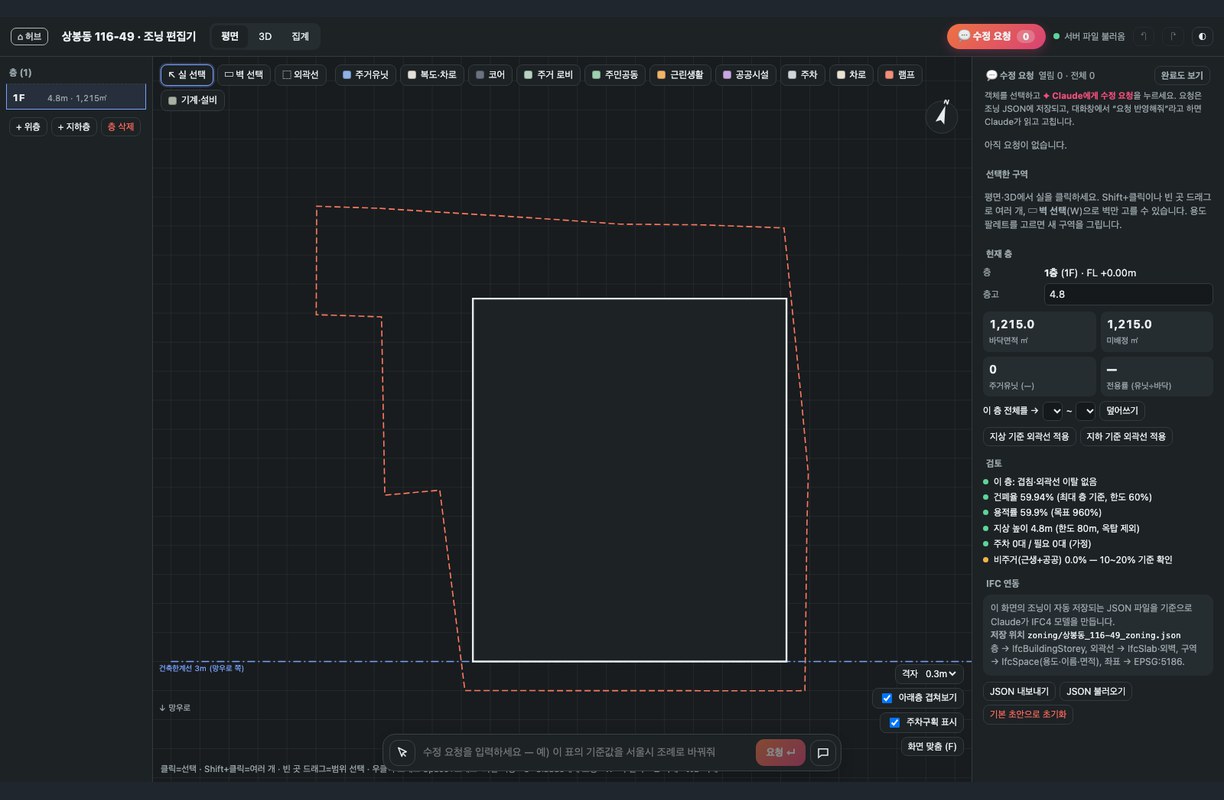 ⌂ 허브
상봉동 116-49 · 조닝 편집기
평면 3D 집계
수정 요청 0
서버 파일 불러옴
층 (1)
1F 4.8m · 1,215㎡
+ 위층 + 지하층 층 삭제
↖ 실 선택 벽 선택 외곽선 주거유닛 복도·차로 코어 주거 로비 주민공동 근린생활 공공시설 주차 차로 램프
기계·설비
N
건축한계선 3m (망우로 쪽)
↓ 망우로
격자 0.3m
아래층 겹쳐보기
주차구획 표시
화면 맞춤 (F)
수정 요청을 입력하세요 — 예) 이 표의 기준값을 서울시 조례로 바꿔줘
요청 ↵
클릭=선택 · Shift+클릭=여러 개 · 빈 곳 드래그=범위 선택 ·
수정 요청 열림 0 · 전체 0 완료도 보기
객체를 선택하고 ✦ Claude에게 수정 요청을 누르세요. 요청은
조닝 JSON에 저장되고, 대화창에서 “요청 반영해줘”라고 하면
Claude가 읽고 고칩니다.
아직 요청이 없습니다.
선택한 구역
평면·3D에서 실을 클릭하세요. Shift+클릭이나 빈 곳 드래그
로 여러 개, ▭ 벽 선택(W)으로 벽만 고를 수 있습니다. 용도
팔레트를 고르면 새 구역을 그립니다.
현재 층
층 1층 (1F) · FL +0.00m
층고 4.8
1,215.0 1,215.0
바닥면적 ㎡ 미배정 ㎡
0 —
주거유닛 (—) 전용률 (유닛÷바닥)
이 층 전체를 → ~ 덮어쓰기
지상 기준 외곽선 적용 지하 기준 외곽선 적용
검토
이 층: 겹침·외곽선 이탈 없음
건폐율 59.94% (최대 층 기준, 한도 60%)
용적률 59.9% (목표 960%)
지상 높이 4.8m (한도 80m, 옥탑 제외)
주차 0대 / 필요 0대 (가정)
비주거(근생+공공) 0.0% — 10~20% 기준 확인
IFC 연동
이 화면의 조닝이 자동 저장되는 JSON 파일을 기준으로
Claude가 IFC4 모델을 만듭니다.
저장 위치 zoning/상봉동_116-49_zoning.json
층 → IfcBuildingStorey, 외곽선 → IfcSlab·외벽, 구역
→ IfcSpace(용도·이름·면적), 좌표 → EPSG:5186.
JSON 내보내기 JSON 불러오기
기본 초안으로 초기화